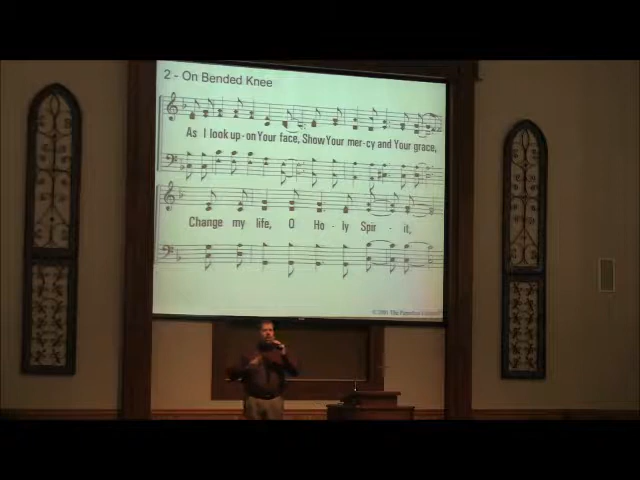 2 - On Bended Knee
As I look up-on Your face, Show Your mer-cy and Your grace,
Change my life, O Ho - ly Spir - it,